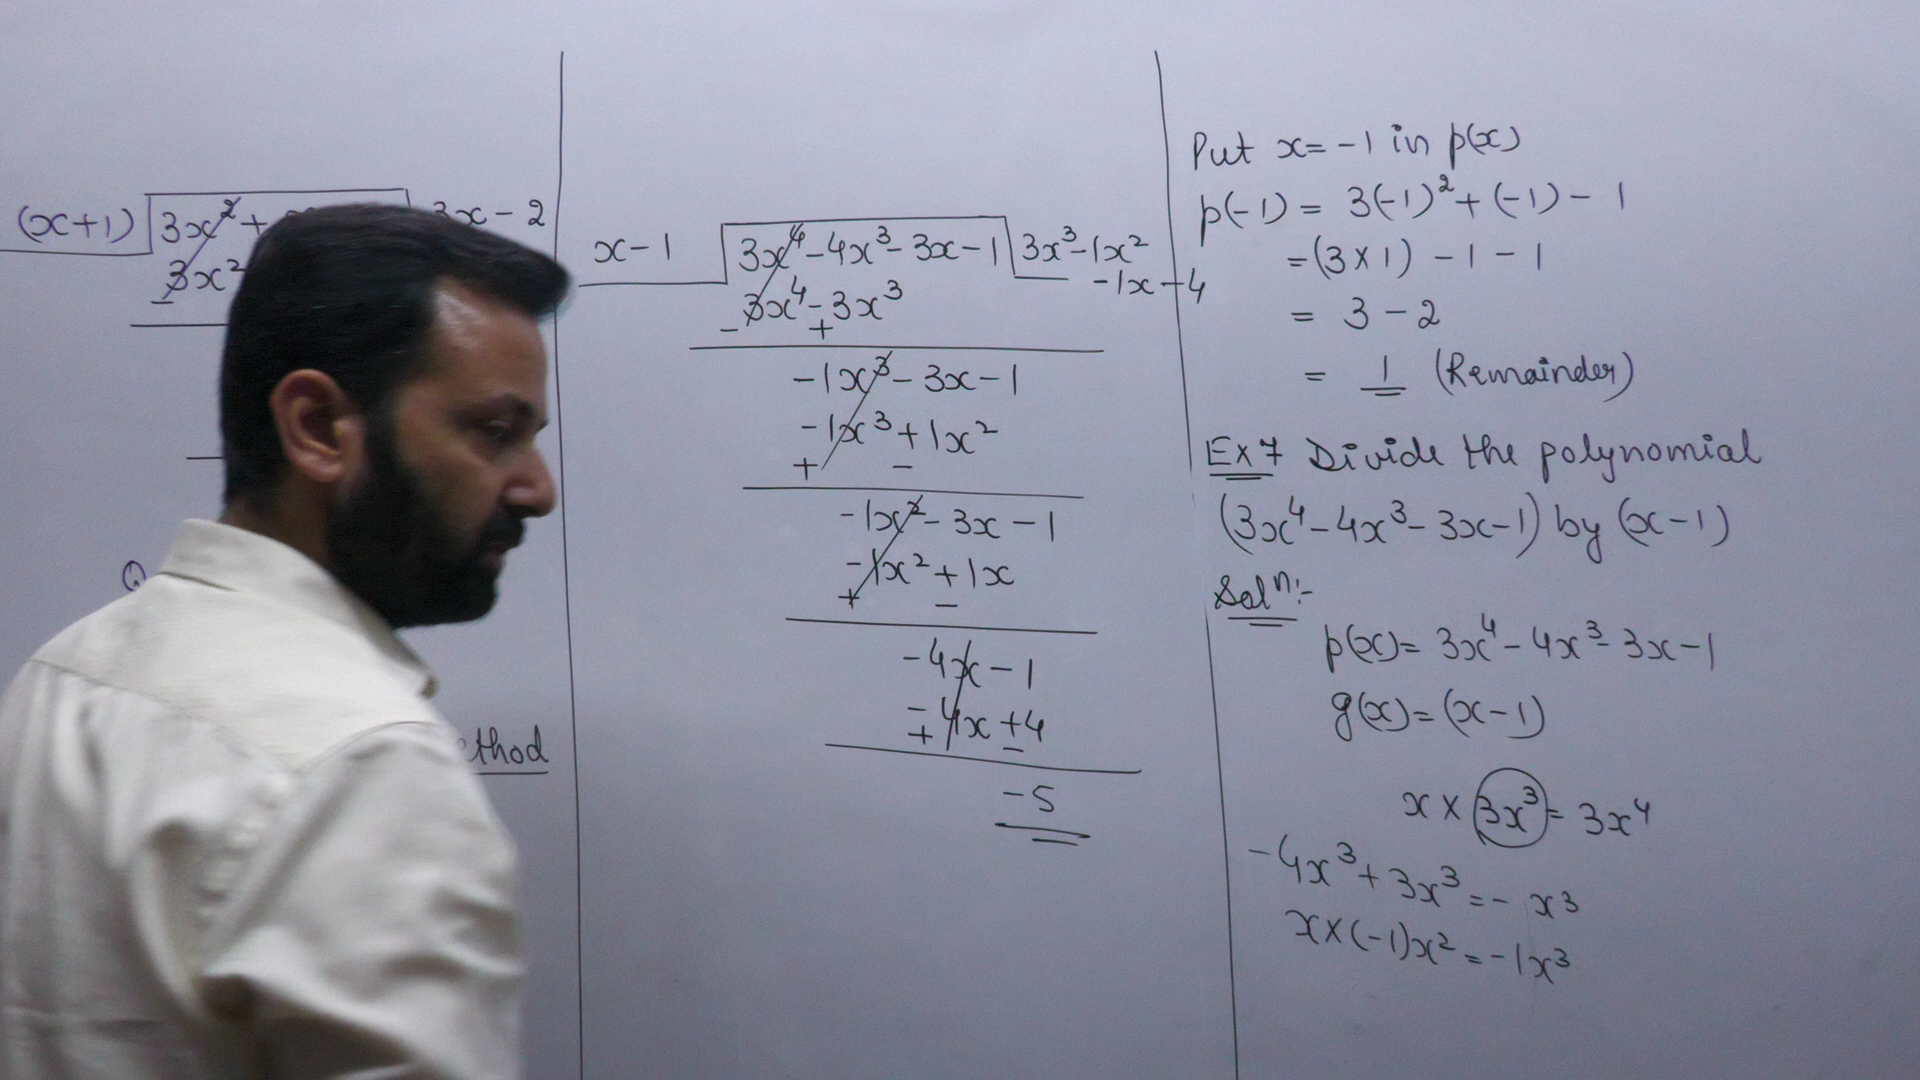 (x+1) 3x² + 3x - 2
3x²
Q
ethod
x-1 3x⁴-4x³-3x-1 3x³-1x²
-1x-4
3x⁴-3x³
- +
-1x³-3x-1
-1x³+1x²
+ -
-1x²-3x-1
-1x²+1x
+ -
-4x-1
-4x+4
+ -
-5
Put x=-1 in p(x)
p(-1) = 3(-1)²+(-1)-1
=(3×1)-1-1
= 3-2
= 1 (Remainder)
Ex 7 Divide the polynomial
(3x⁴-4x³-3x-1) by (x-1)
Solⁿ:-
p(x)= 3x⁴-4x³-3x-1
g(x)=(x-1)
x × 3x³ = 3x⁴
-4x³+3x³=-x³
x×(-1)x²=-1x³